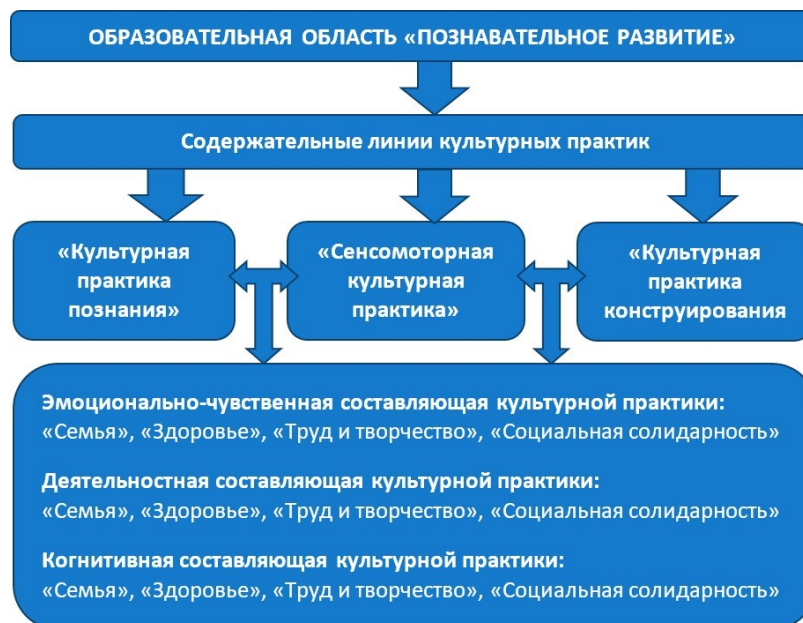 ОБРАЗОВАТЕЛЬНАЯ ОБЛАСТЬ «ПОЗНАВАТЕЛЬНОЕ РАЗВИТИЕ»
Содержательные линии культурных практик
«Культурная
практика
познания»
«Сенсомоторная
культурная
практика»
«Культурная
практика
конструирования
Эмоционально-чувственная составляющая культурной практики:
«Семья», «Здоровье», «Труд и творчество», «Социальная солидарность»
Деятельностная составляющая культурной практики:
«Семья», «Здоровье», «Труд и творчество», «Социальная солидарность»
Когнитивная составляющая культурной практики:
«Семья», «Здоровье», «Труд и творчество», «Социальная солидарность»